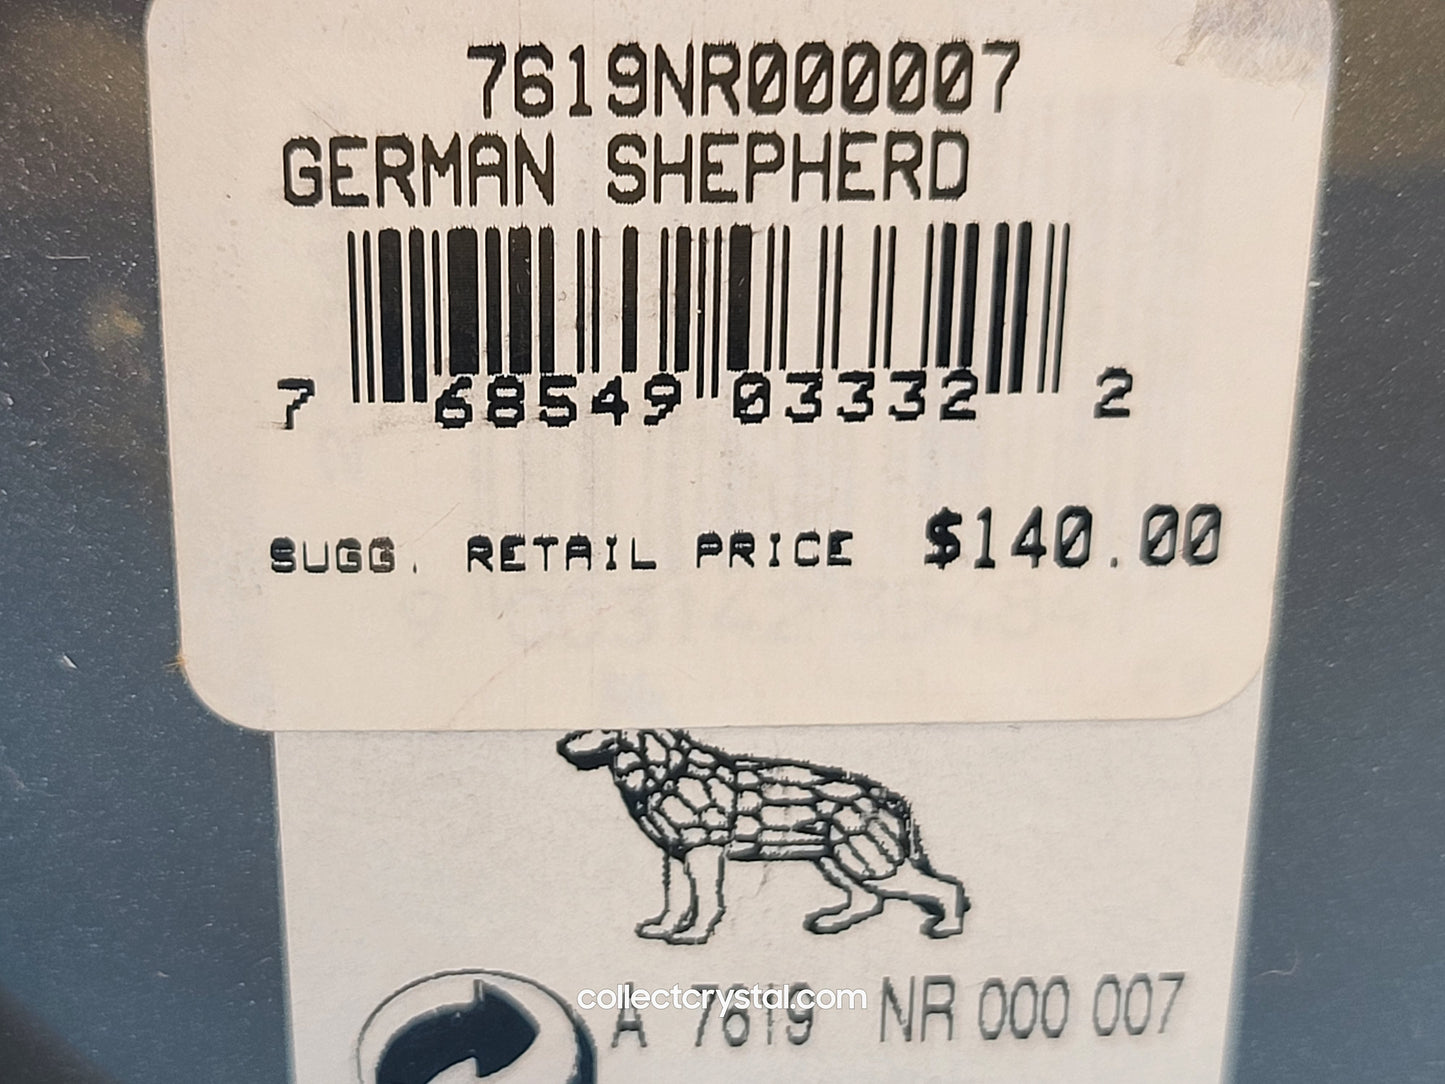 7619NR000007
GERMAN SHEPHERD
7 68549 03332 2
SUGG. RETAIL PRICE $140.00
A 7619 NR 000 007
collectcrystal.com